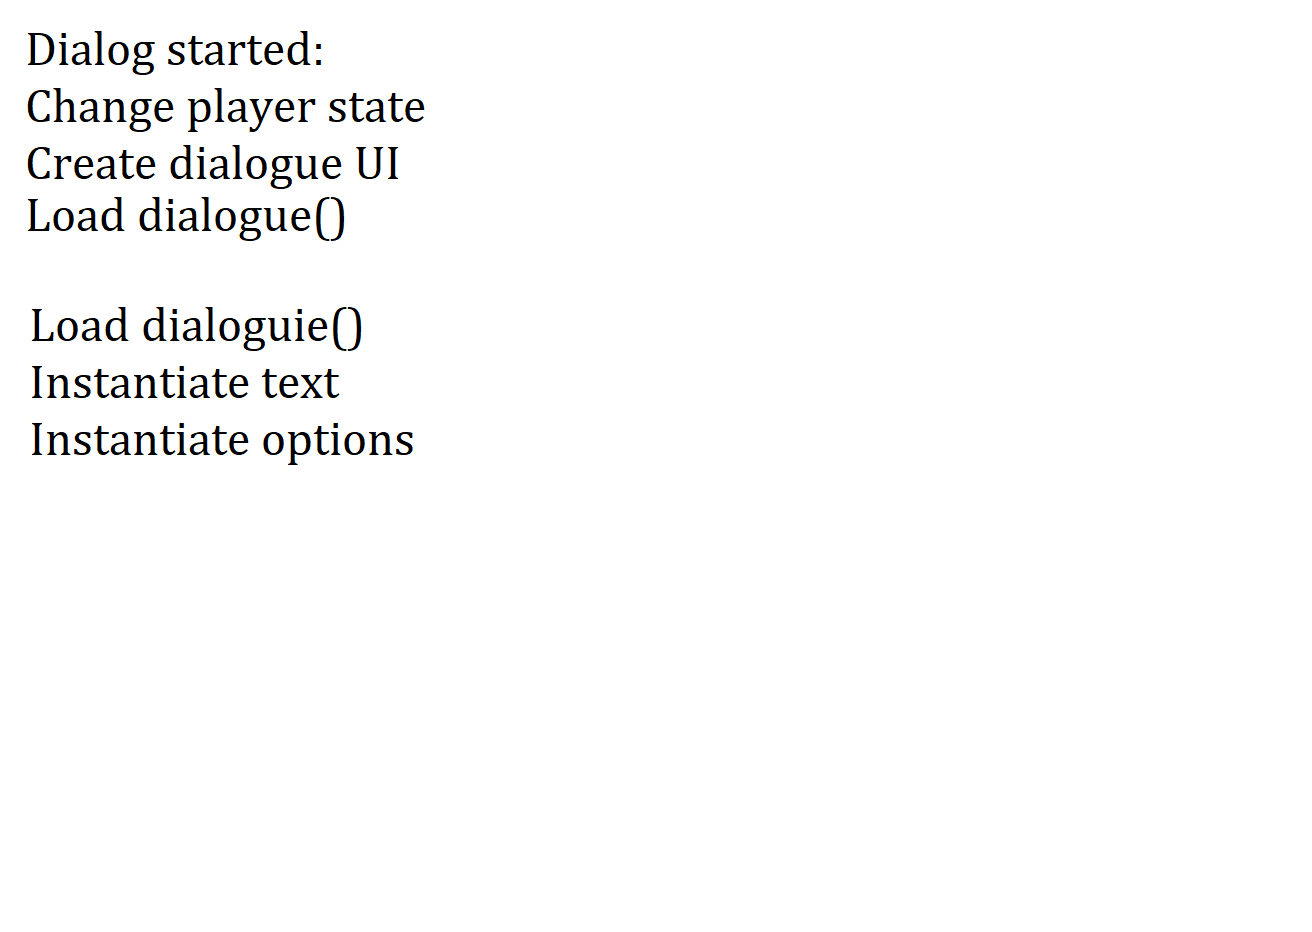 Dialog started:
Change player state
Create dialogue UI
Load dialogue()
Load dialoguie()
Instantiate text
Instantiate options